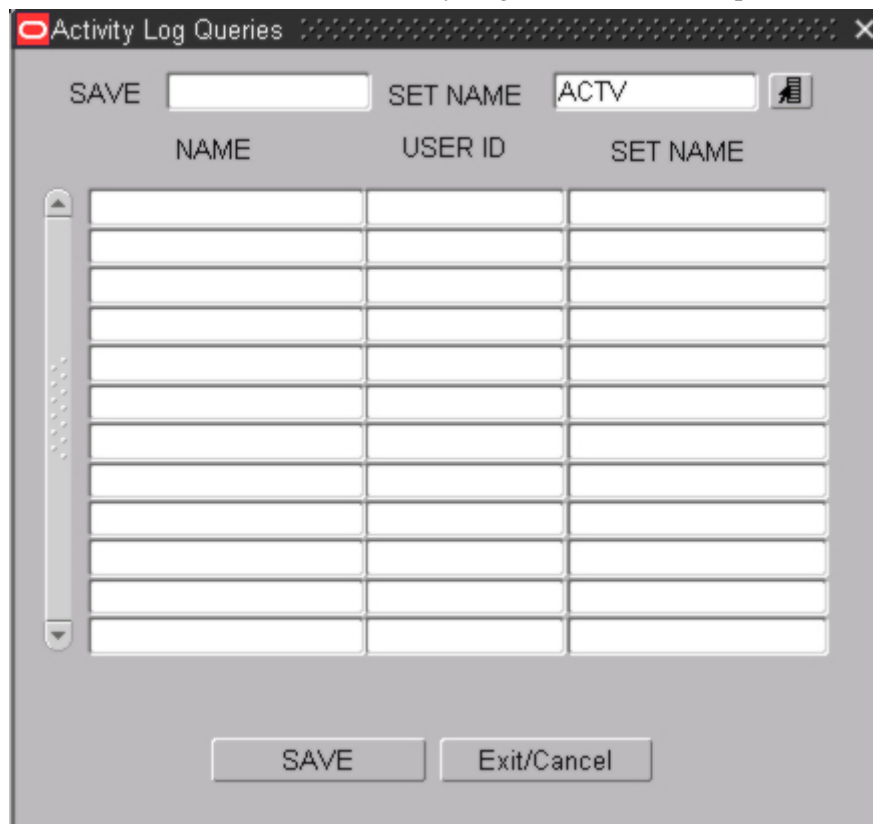 Activity Log Queries
SAVE SET NAME ACTV
NAME USER ID SET NAME
SAVE Exit/Cancel